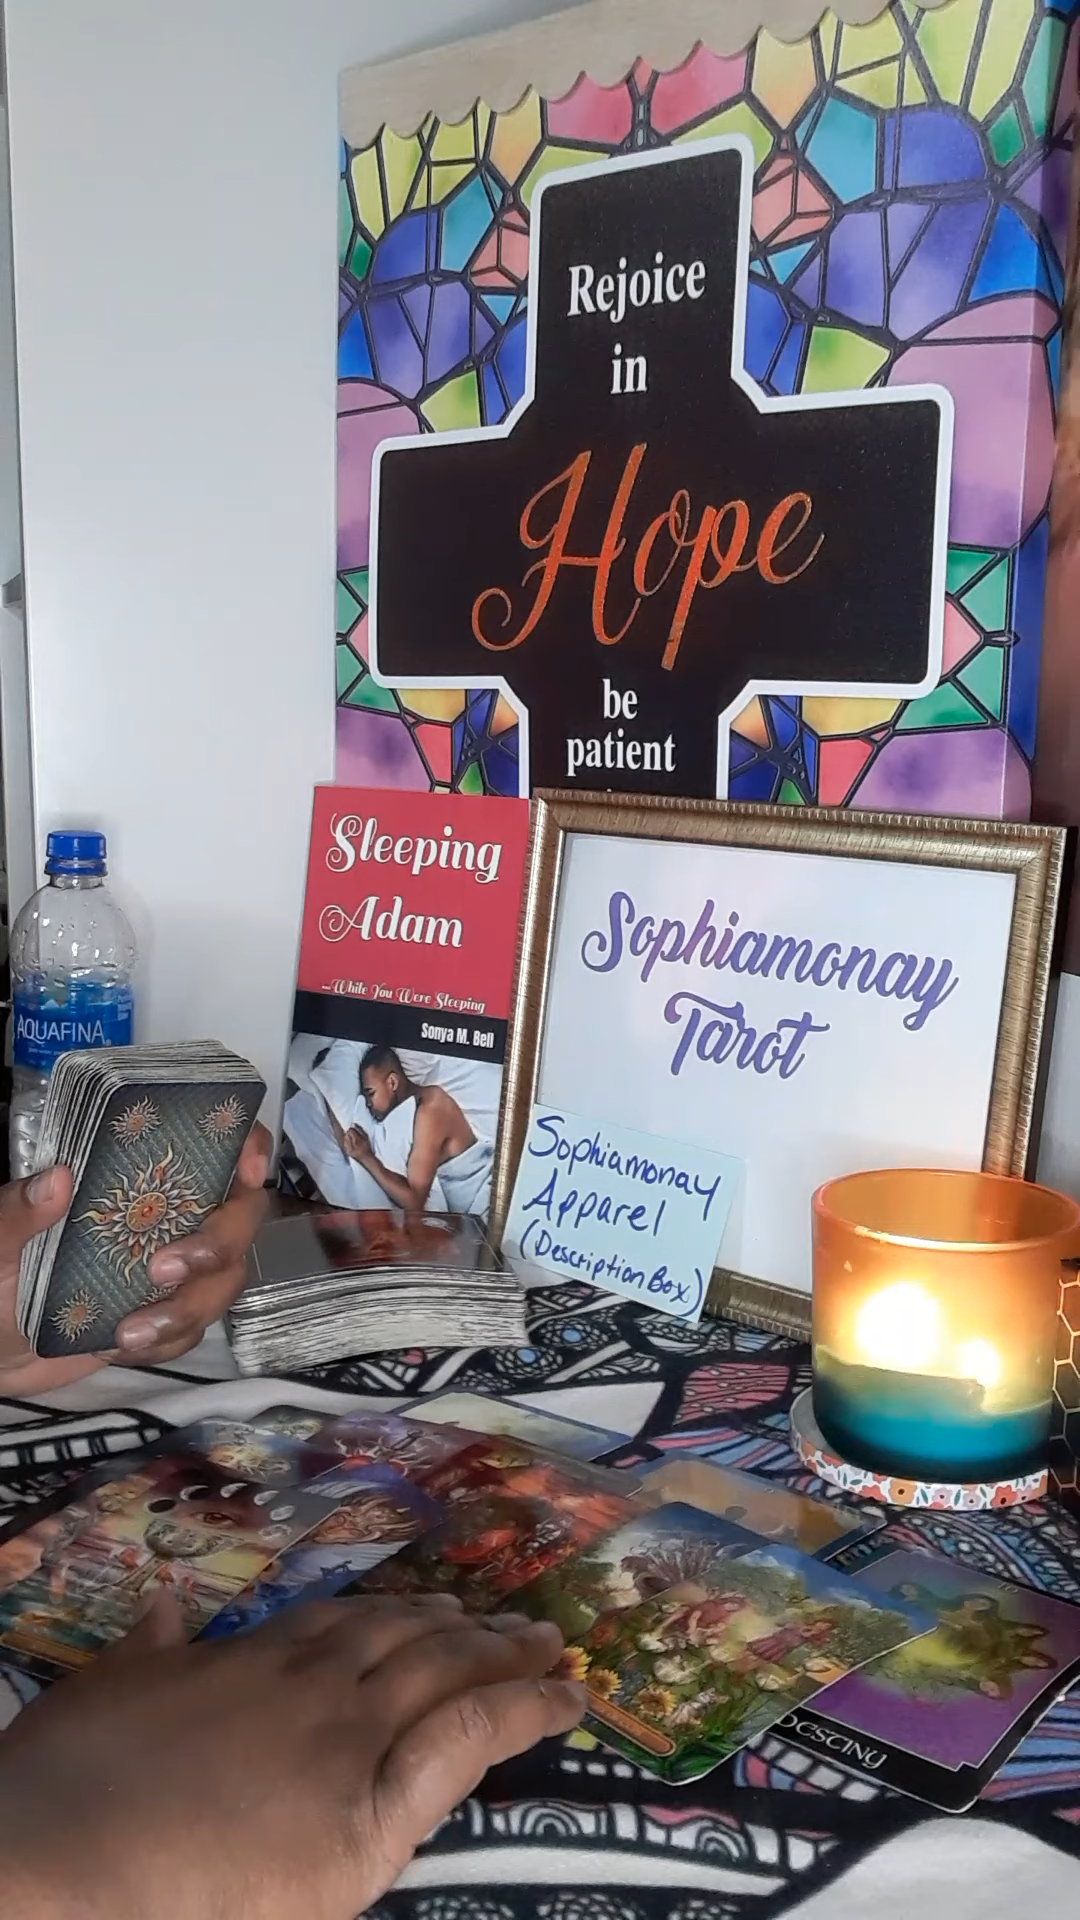 Rejoice
in
Hope
be
patient
Sleeping
Adam
...While You Were Sleeping
Sonya M. Bell
Sophiamonay
Tarot
Sophiamonay
Apparel
(Description Box)
AQUAFINA
DESTINY